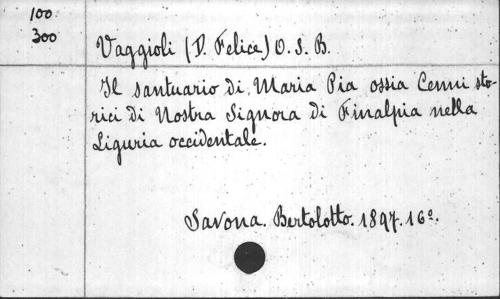 100.
300
Vaggioli (D. Felice) O. S. B.
Il santuario di Maria Pia ossia Cenni sto-
rici di Nostra Signora di Finalpia nella
Liguria occidentale.
Savona. Bertolotto. 1897. 16º.